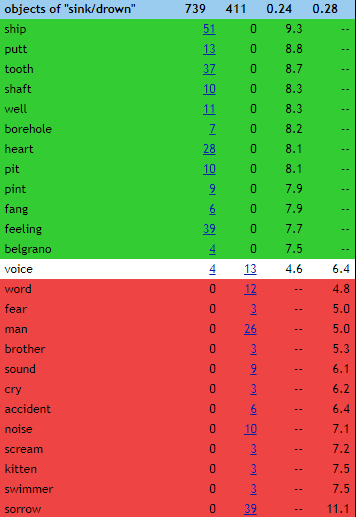 objects of "sink/drown" 739 411 0.24 0.28
ship 51 0 9.3 --
putt 13 0 8.8 --
tooth 37 0 8.7 --
shaft 10 0 8.3 --
well 11 0 8.3 --
borehole 7 0 8.2 --
heart 28 0 8.1 --
pit 10 0 8.1 --
pint 9 0 7.9 --
fang 6 0 7.9 --
feeling 39 0 7.7 --
belgrano 4 0 7.5 --
voice 4 13 4.6 6.4
word 0 12 -- 4.8
fear 0 3 -- 5.0
man 0 26 -- 5.0
brother 0 3 -- 5.3
sound 0 9 -- 6.1
cry 0 3 -- 6.2
accident 0 6 -- 6.4
noise 0 10 -- 7.1
scream 0 3 -- 7.2
kitten 0 3 -- 7.5
swimmer 0 3 -- 7.5
sorrow 0 39 -- 11.1